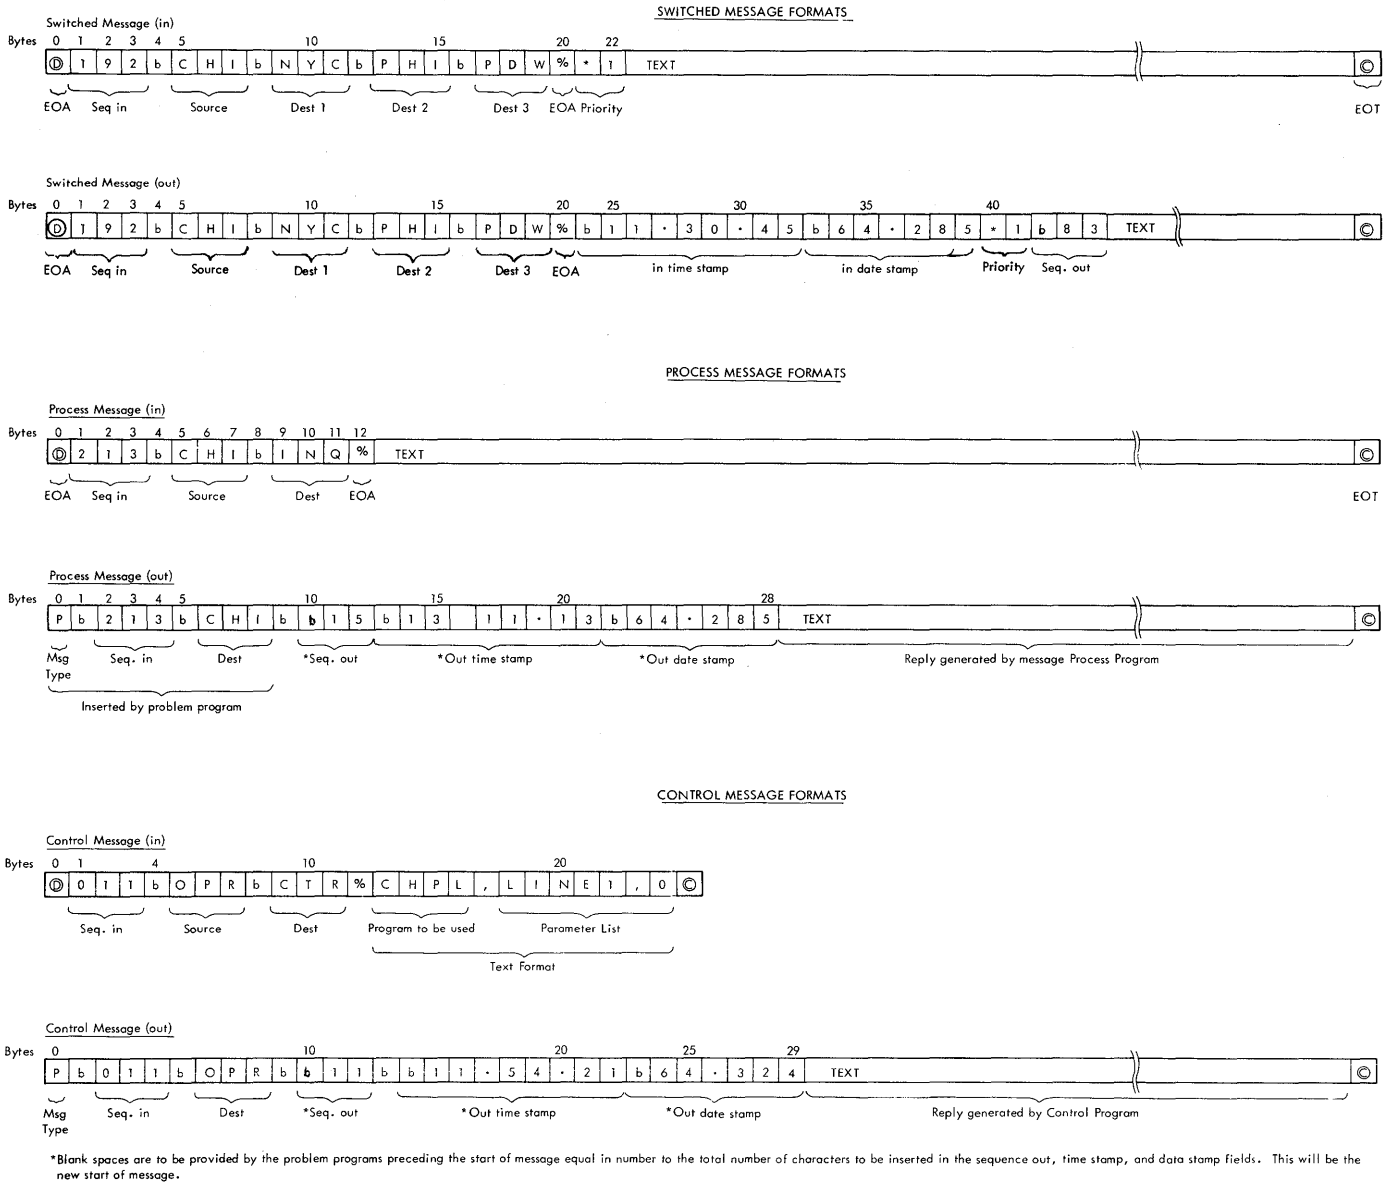 SWITCHED MESSAGE FORMATS
Switched Message (in)
Bytes 0 1 2 3 4 5 10 15 20 22
Ⓓ 1 9 2 b C H I b N Y C b P H I b P D W % * 1 TEXT Ⓒ
EOA Seq in Source Dest 1 Dest 2 Dest 3 EOA Priority EOT
Switched Message (out)
Bytes 0 1 2 3 4 5 10 15 20 25 30 35 40
Ⓓ 1 9 2 b C H I b N Y C b P H I b P D W % b 1 1 . 3 0 . 4 5 b 6 4 . 2 8 5 * 1 b 8 3 TEXT Ⓒ
EOA Seq in Source Dest 1 Dest 2 Dest 3 EOA in time stamp in date stamp Priority Seq. out
PROCESS MESSAGE FORMATS
Process Message (in)
Bytes 0 1 2 3 4 5 6 7 8 9 10 11 12
Ⓓ 2 1 3 b C H I b I N Q % TEXT Ⓒ
EOA Seq in Source Dest EOA EOT
Process Message (out)
Bytes 0 1 2 3 4 5 10 15 20 28
P b 2 1 3 b C H I b b 1 5 b 1 3 1 1 . 1 3 b 6 4 . 2 8 5 TEXT Ⓒ
Msg Seq. in Dest *Seq. out *Out time stamp *Out date stamp Reply generated by message Process Program
Type
Inserted by problem program
CONTROL MESSAGE FORMATS
Control Message (in)
Bytes 0 1 4 10 20
Ⓓ 0 1 1 b O P R b C T R % C H P L , L I N E 1 , 0 Ⓒ
Seq. in Source Dest Program to be used Parameter List
Text Format
Control Message (out)
Bytes 0 10 20 25 29
P b 0 1 1 b O P R b b 1 1 b b 1 1 . 5 4 . 2 1 b 6 4 . 3 2 4 TEXT Ⓒ
Msg Seq. in Dest *Seq. out *Out time stamp *Out date stamp Reply generated by Control Program
Type
*Blank spaces are to be provided by the problem programs preceding the start of message equal in number to the total number of characters to be inserted in the sequence out, time stamp, and data stamp fields. This will be the
new start of message.